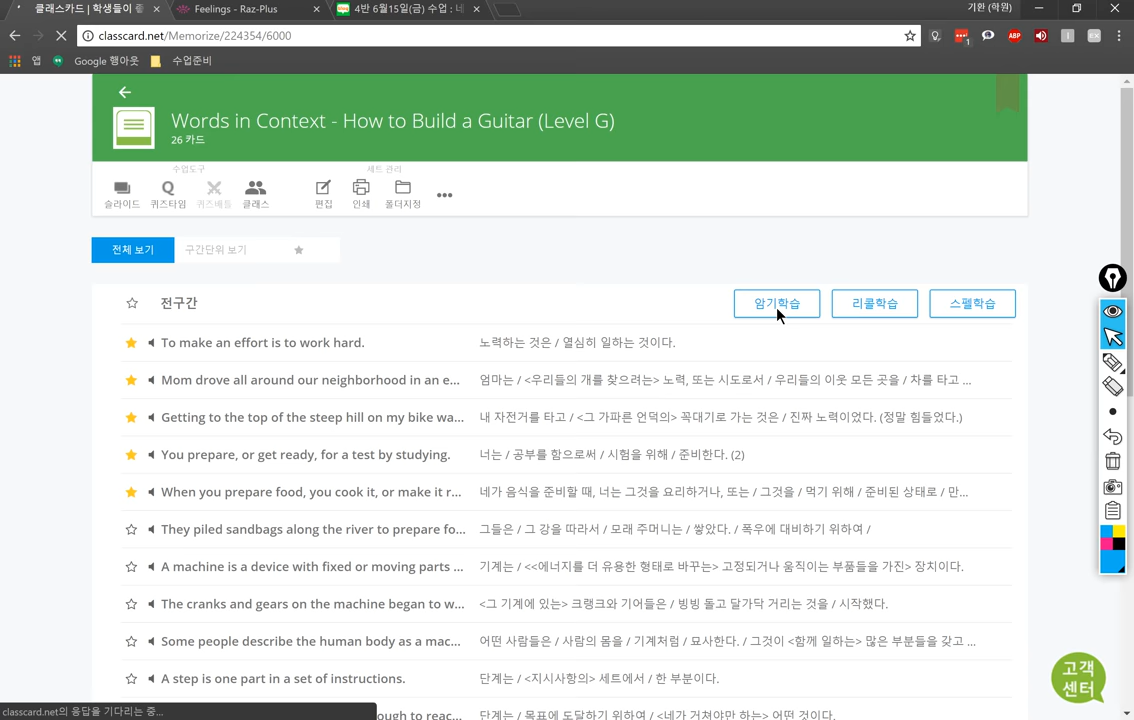 클래스카드 | 학생들이 중
Feelings - Raz-Plus
4반 6월15일(금) 수업 : 네
기환 (학원)
classcard.net/Memorize/224354/6000
앱
Google 행아웃
수업준비
Words in Context - How to Build a Guitar (Level G)
26 카드
수업도구
세트 관리
슬라이드
퀴즈타임
퀴즈배틀
클래스
편집
인쇄
폴더지정
전체 보기
구간단위 보기
전구간
암기학습
리콜학습
스펠학습
To make an effort is to work hard.
노력하는 것은 / 열심히 일하는 것이다.
Mom drove all around our neighborhood in an e...
엄마는 / <우리들의 개를 찾으려는> 노력, 또는 시도로서 / 우리들의 이웃 모든 곳을 / 차를 타고 ...
Getting to the top of the steep hill on my bike wa...
내 자전거를 타고 / <그 가파른 언덕의> 꼭대기로 가는 것은 / 진짜 노력이었다. (정말 힘들었다.)
You prepare, or get ready, for a test by studying.
너는 / 공부를 함으로써 / 시험을 위해 / 준비한다. (2)
When you prepare food, you cook it, or make it r...
네가 음식을 준비할 때, 너는 그것을 요리하거나, 또는 / 그것을 / 먹기 위해 / 준비된 상태로 / 만...
They piled sandbags along the river to prepare fo...
그들은 / 그 강을 따라서 / 모래 주머니는 / 쌓았다. / 폭우에 대비하기 위하여 /
A machine is a device with fixed or moving parts ...
기계는 / <<에너지를 더 유용한 형태로 바꾸는> 고정되거나 움직이는 부품들을 가진> 장치이다.
The cranks and gears on the machine began to w...
<그 기계에 있는> 크랭크와 기어들은 / 빙빙 돌고 달가닥 거리는 것을 / 시작했다.
Some people describe the human body as a mac...
어떤 사람들은 / 사람의 몸을 / 기계처럼 / 묘사한다. / 그것이 <함께 일하는> 많은 부분들을 갖고 ...
A step is one part in a set of instructions.
단계는 / <지시사항의> 세트에서 / 한 부분이다.
ough to reac...
단계는 / 목표에 도달하기 위하여 / <네가 거쳐야만 하는> 어떤 것이다.
고객
센터
classcard.net의 응답을 기다리는 중...